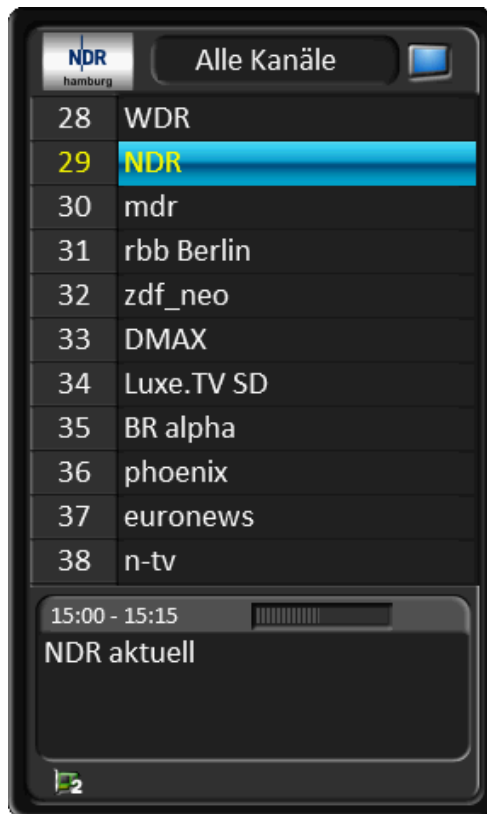 NDR
hamburg
Alle Kanäle
28 WDR
29 NDR
30 mdr
31 rbb Berlin
32 zdf_neo
33 DMAX
34 Luxe.TV SD
35 BR alpha
36 phoenix
37 euronews
38 n-tv
15:00 - 15:15
NDR aktuell
2